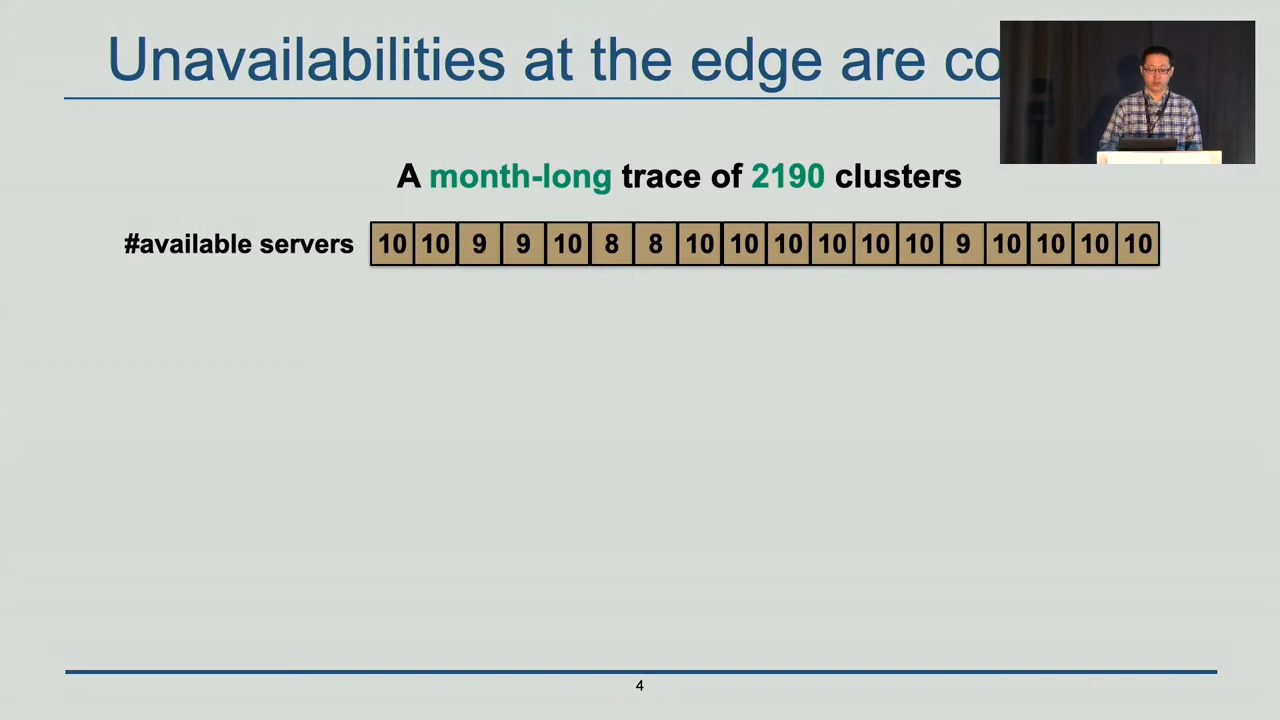 Unavailabilities at the edge are
A month-long trace of 2190 clusters
#available servers 10 10 9 9 10 8 8 10 10 10 10 10 10 9 10 10 10 10
4